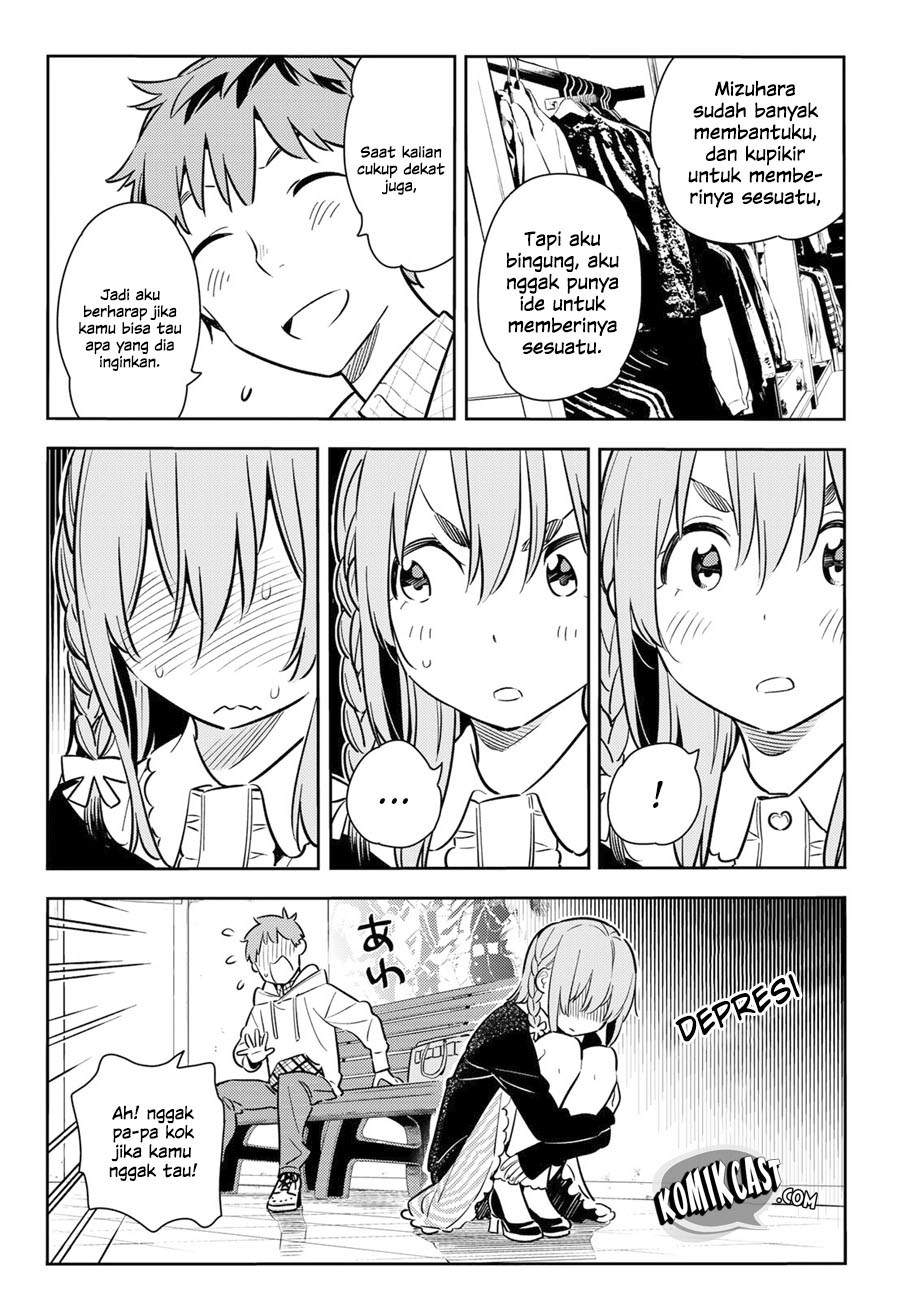 Mizuhara
sudah banyak
membantuku,
dan kupikir
untuk membe-
rinya sesuatu,
Tapi aku
bingung, aku
nggak punya
ide untuk
memberinya
sesuatu.
Saat kalian
cukup dekat
juga,
Jadi aku
berharap jika
kamu bisa tau
apa yang dia
inginkan.
!
...
あわ
DEPRESI
Ah! nggak
pa-pa kok
jika kamu
nggak tau!
KOMIKCAST
.COM